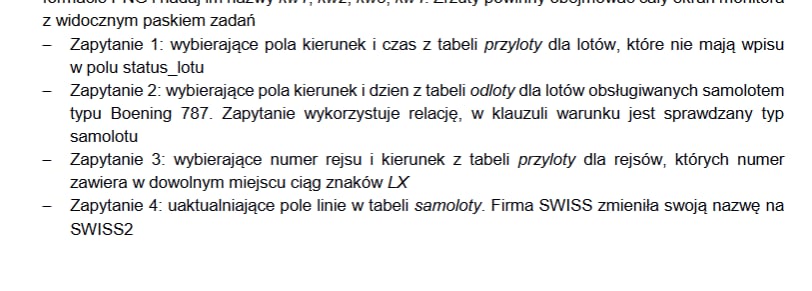 z widocznym paskiem zadań
– Zapytanie 1: wybierające pola kierunek i czas z tabeli przyloty dla lotów, które nie mają wpisu
w polu status_lotu
– Zapytanie 2: wybierające pola kierunek i dzien z tabeli odloty dla lotów obsługiwanych samolotem
typu Boening 787. Zapytanie wykorzystuje relację, w klauzuli warunku jest sprawdzany typ
samolotu
– Zapytanie 3: wybierające numer rejsu i kierunek z tabeli przyloty dla rejsów, których numer
zawiera w dowolnym miejscu ciąg znaków LX
– Zapytanie 4: uaktualniające pole linie w tabeli samoloty. Firma SWISS zmieniła swoją nazwę na
SWISS2